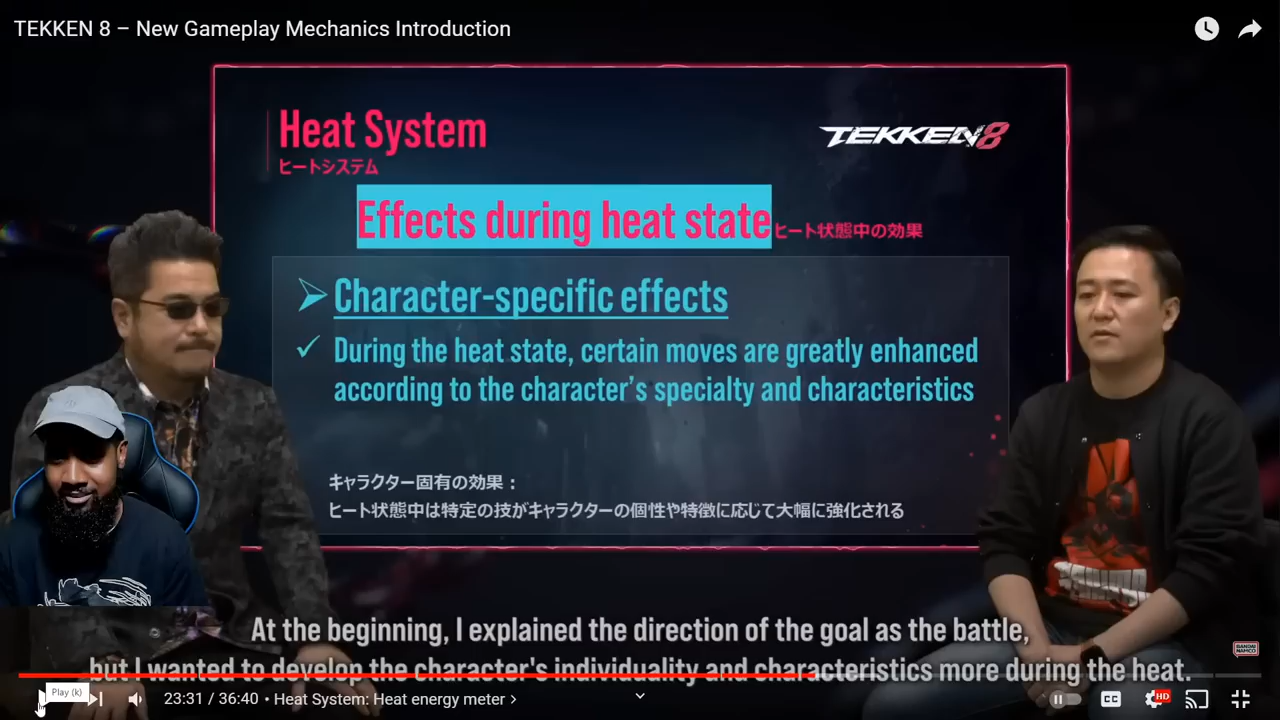 TEKKEN 8 – New Gameplay Mechanics Introduction
Heat System
ヒートシステム
TEKKEN 8
Effects during heat state ヒート状態中の効果
Character-specific effects
During the heat state, certain moves are greatly enhanced
according to the character's specialty and characteristics
キャラクター固有の効果：
ヒート状態中は特定の技がキャラクターの個性や特徴に応じて大幅に強化される
At the beginning, I explained the direction of the goal as the battle,
but I wanted to develop the character's individuality and characteristics more during the heat.
BANDAI
NAMCO
Play (k)
23:31 / 36:40 • Heat System: Heat energy meter
CC
HD